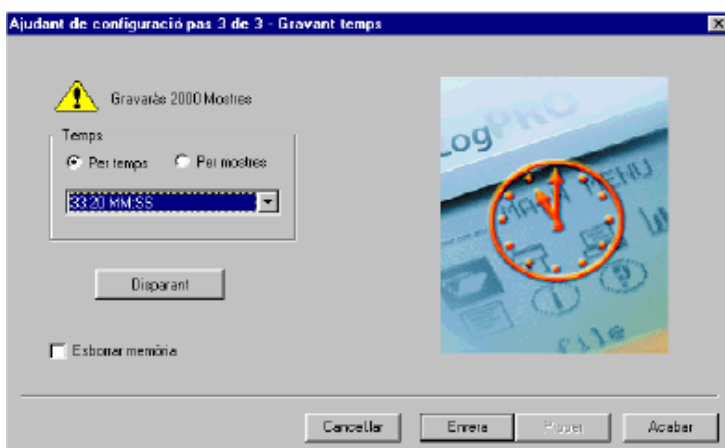 Ajudant de configuració pas 3 de 3 - Gravant temps
Gravaràs 2000 Mostres
Temps
Per temps
Per mostres
33:20 MM:SS
Disparant
Esborrar memòria
LogPRO
MAIN MENU
file
Cancel·lar
Enrera
Acabar